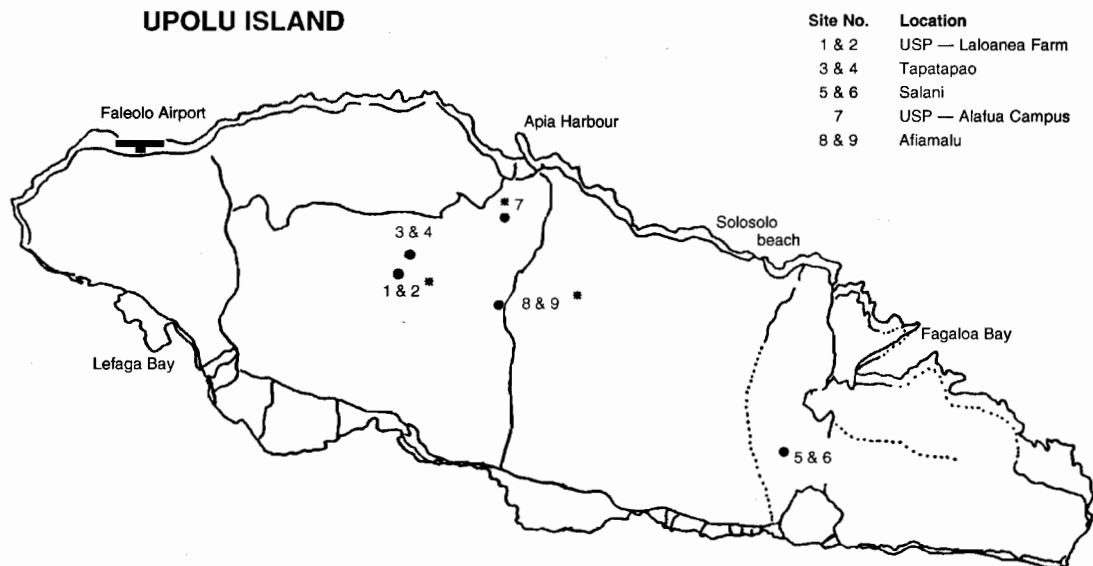 UPOLU ISLAND
Site No. Location
1 & 2 USP — Laloanea Farm
3 & 4 Tapatapao
5 & 6 Salani
7 USP — Alafua Campus
8 & 9 Afiamalu
Faleolo Airport
Apia Harbour
* 7
3 & 4
Solosolo
beach
1 & 2 *
8 & 9 *
Fagaloa Bay
Lefaga Bay
5 & 6